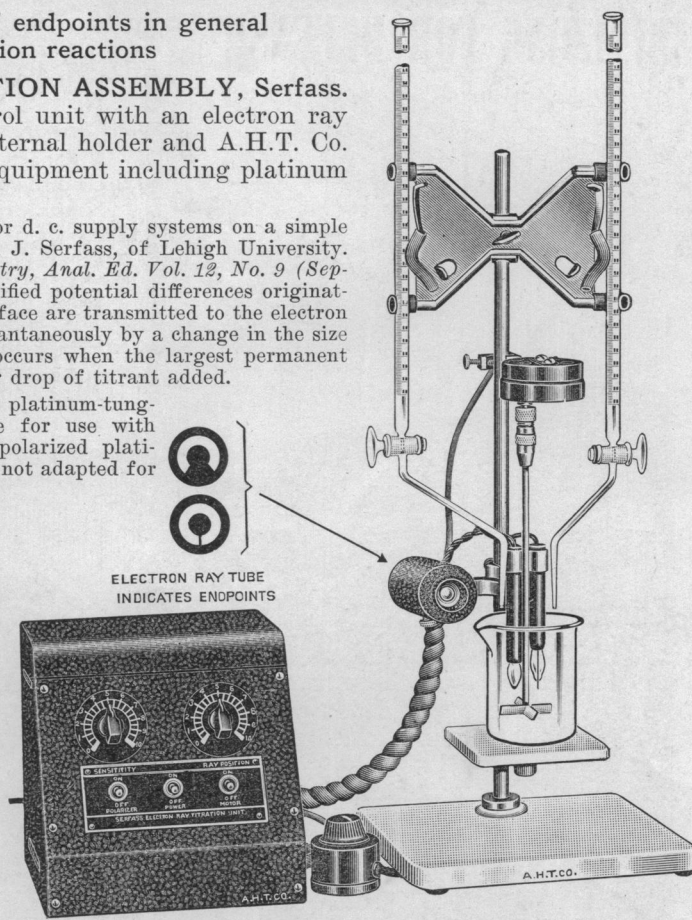 endpoints in general
ion reactions
TION ASSEMBLY, Serfass.
rol unit with an electron ray
ternal holder and A.H.T. Co.
quipment including platinum
or d. c. supply systems on a simple
J. Serfass, of Lehigh University.
try, Anal. Ed. Vol. 12, No. 9 (Sep-
ified potential differences originat-
face are transmitted to the electron
antaneously by a change in the size
occurs when the largest permanent
r drop of titrant added.
platinum-tung-
e for use with
polarized plati-
not adapted for
ELECTRON RAY TUBE
INDICATES ENDPOINTS
SENSITIVITY RAY POSITION
ON ON ON
OFF OFF OFF
POLARIZER POWER MOTOR
SERFASS ELECTRON RAY TITRATION UNIT
A.H.T.CO.
A.H.T.CO.